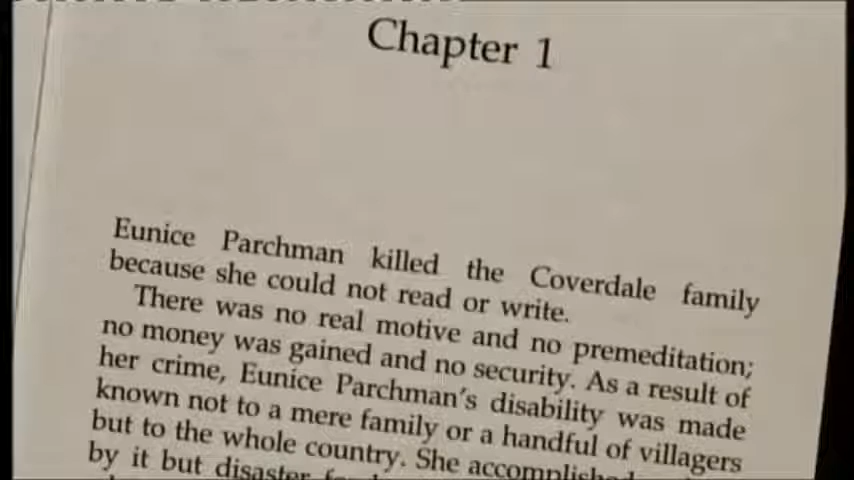 Chapter 1
Eunice Parchman killed the Coverdale family
because she could not read or write.
There was no real motive and no premeditation;
no money was gained and no security. As a result of
her crime, Eunice Parchman's disability was made
known not to a mere family or a handful of villagers
but to the whole country. She accomplished
by it but disaster